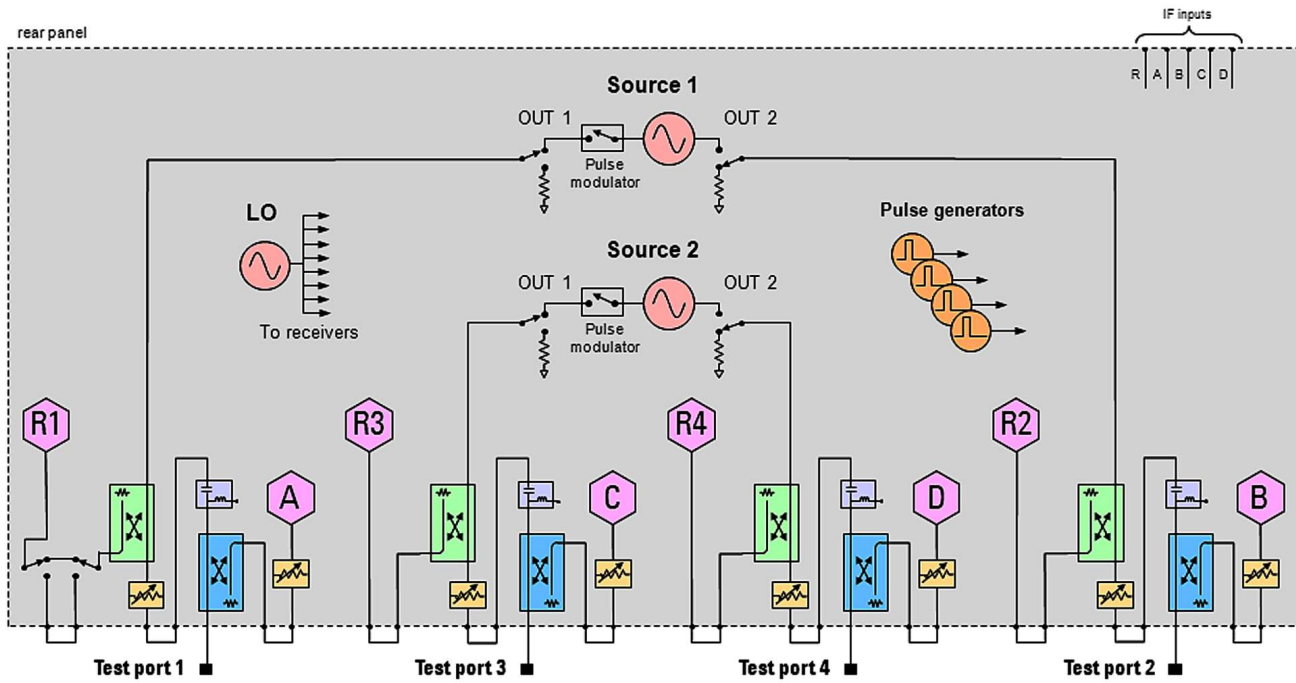 IF inputs
rear panel
R A B C D
Source 1
OUT 1
OUT 2
Pulse
modulator
LO
Pulse generators
Source 2
OUT 1
OUT 2
To receivers
Pulse
modulator
R1
R3
R4
R2
A
C
D
B
Test port 1
Test port 3
Test port 4
Test port 2